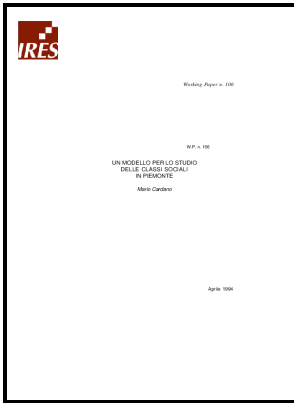 IRES
Working Paper n. 106
W.P. n. 106
UN MODELLO PER LO STUDIO
DELLE CLASSI SOCIALI
IN PIEMONTE
Mario Cardano
Aprile 1994